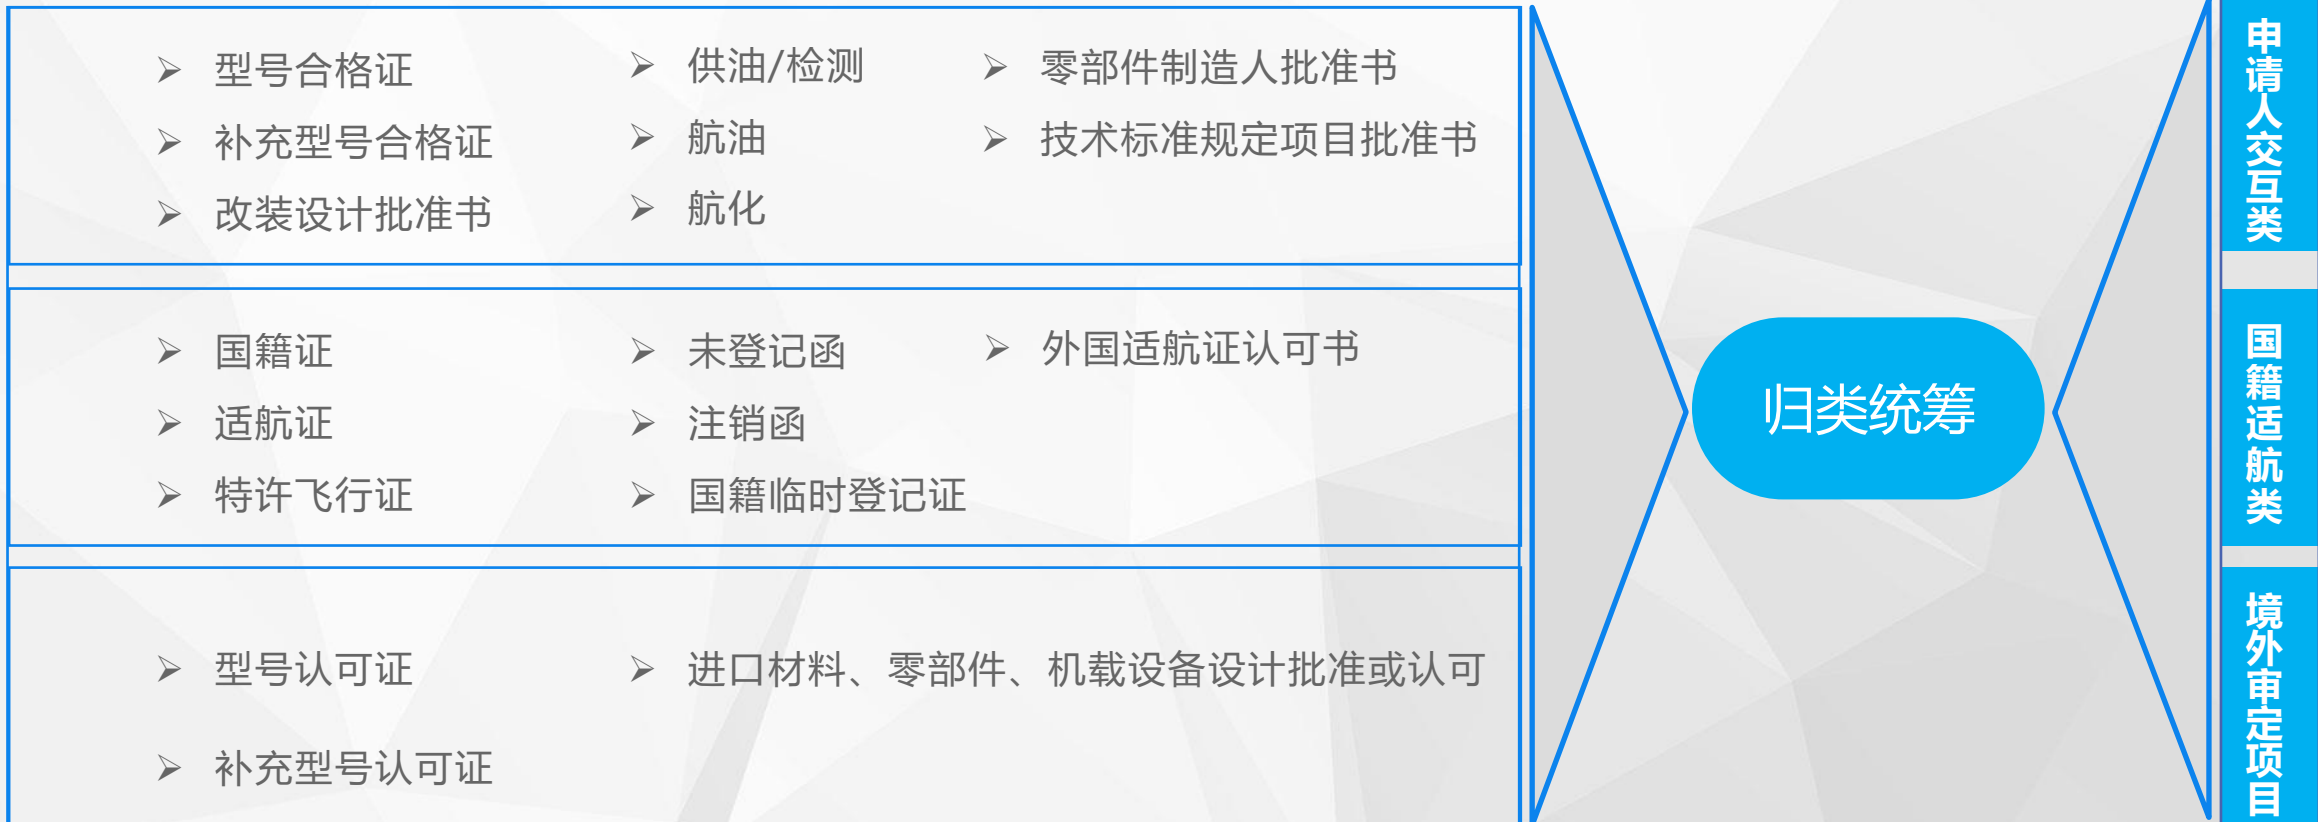 型号合格证
补充型号合格证
改装设计批准书
供油/检测
航油
航化
零部件制造人批准书
技术标准规定项目批准书
国籍证
适航证
特许飞行证
未登记函
注销函
国籍临时登记证
外国适航证认可书
型号认可证
补充型号认可证
进口材料、零部件、机载设备设计批准或认可
归类统筹
申请人交互类
国籍适航类
境外审定项目